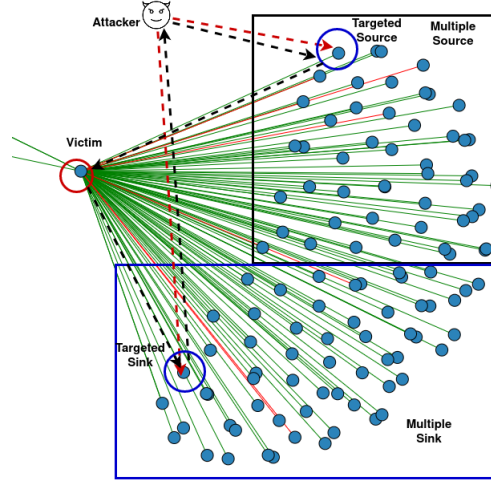 Attacker
Targeted
Source
Multiple
Source
Victim
Targeted
Sink
Multiple
Sink